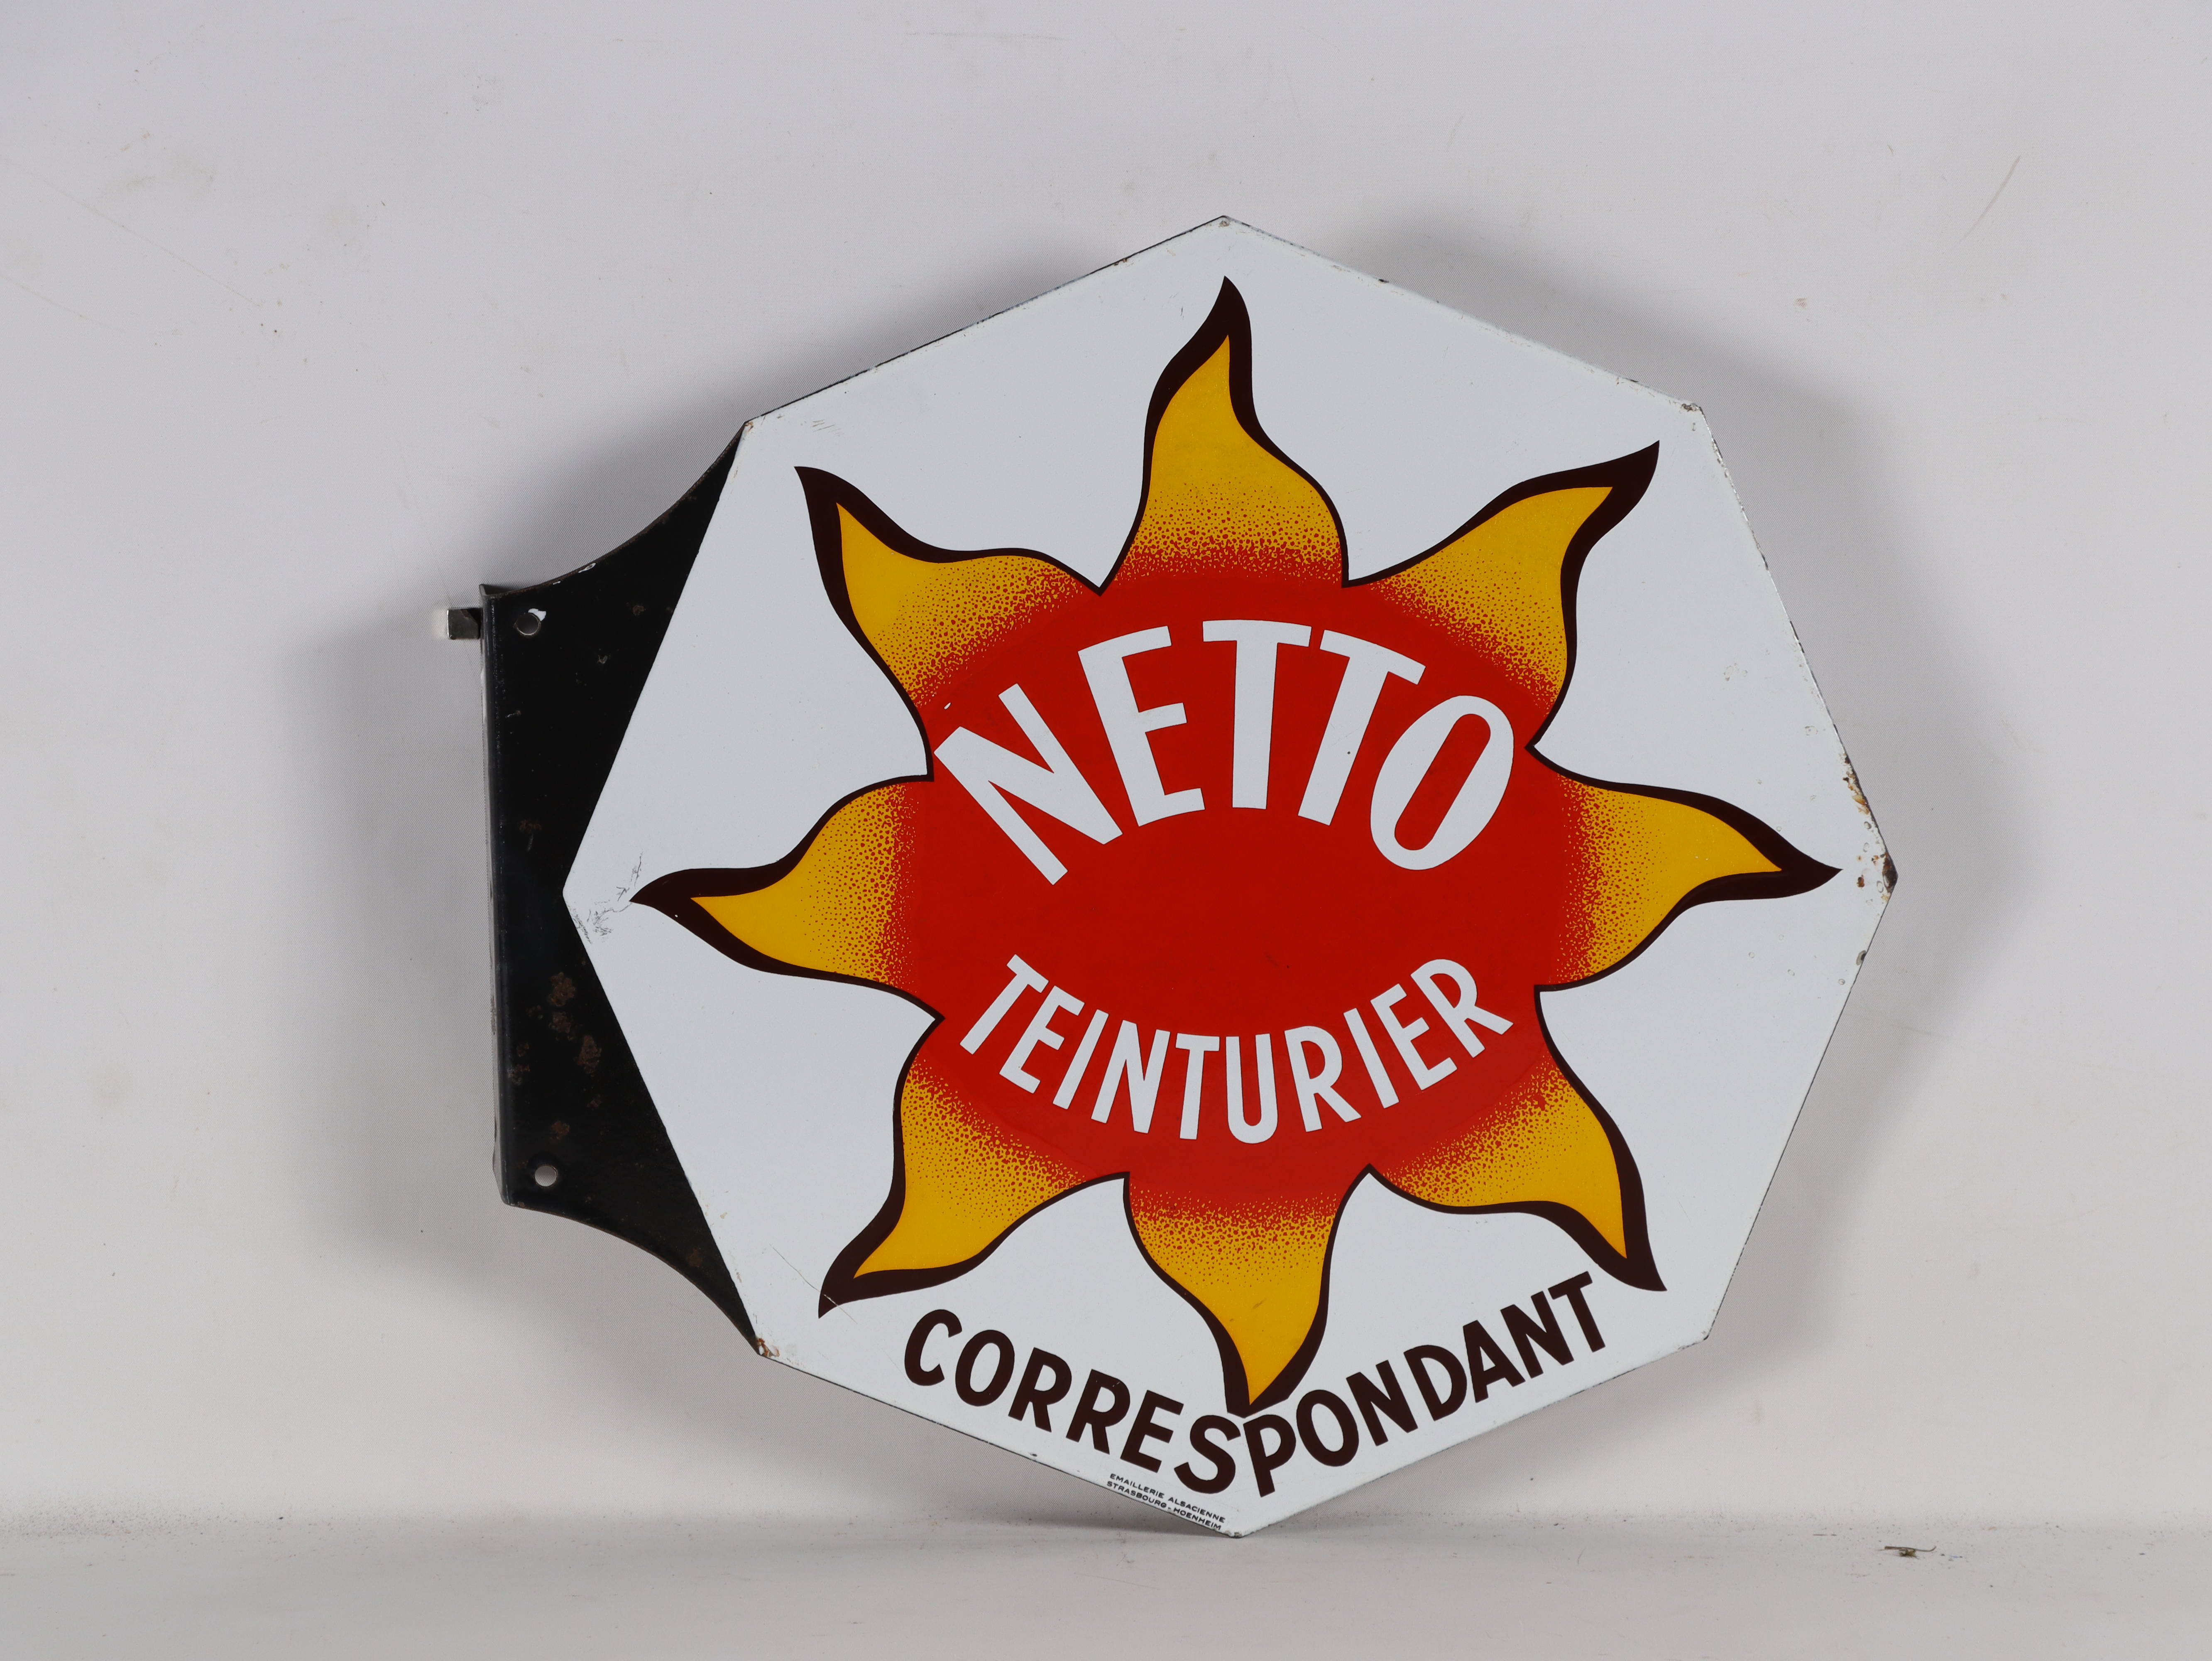 NETTO
TEINTURIER
CORRESPONDANT
EMAILLERIE ALSACIENNE
STRASBOURG - HOENHEIM